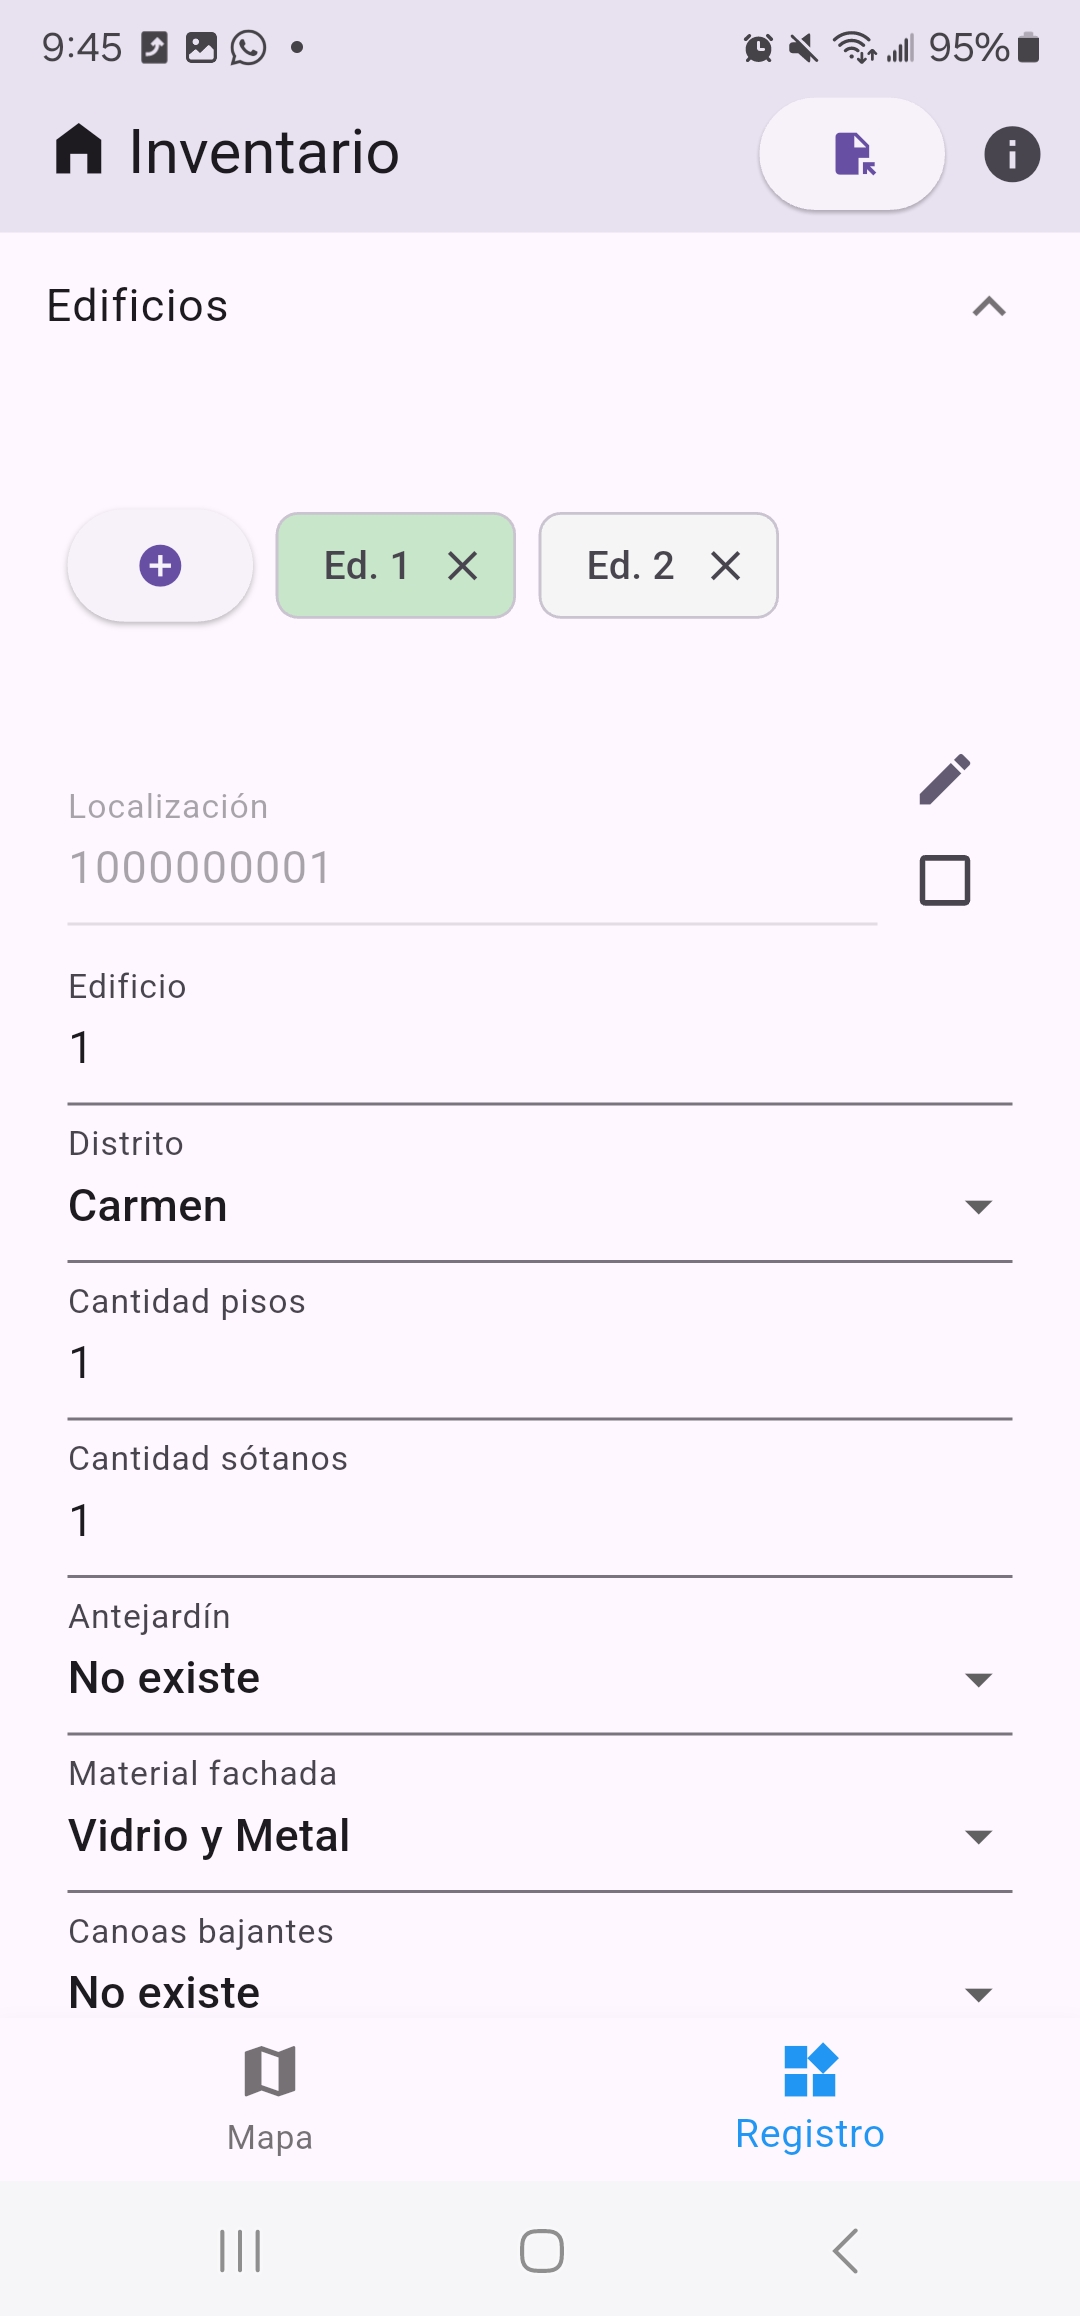 9:45
95%
Inventario
Edificios
Ed. 1
Ed. 2
Localización
1000000001
Edificio
1
Distrito
Carmen
Cantidad pisos
1
Cantidad sótanos
1
Antejardín
No existe
Material fachada
Vidrio y Metal
Canoas bajantes
No existe
Mapa
Registro